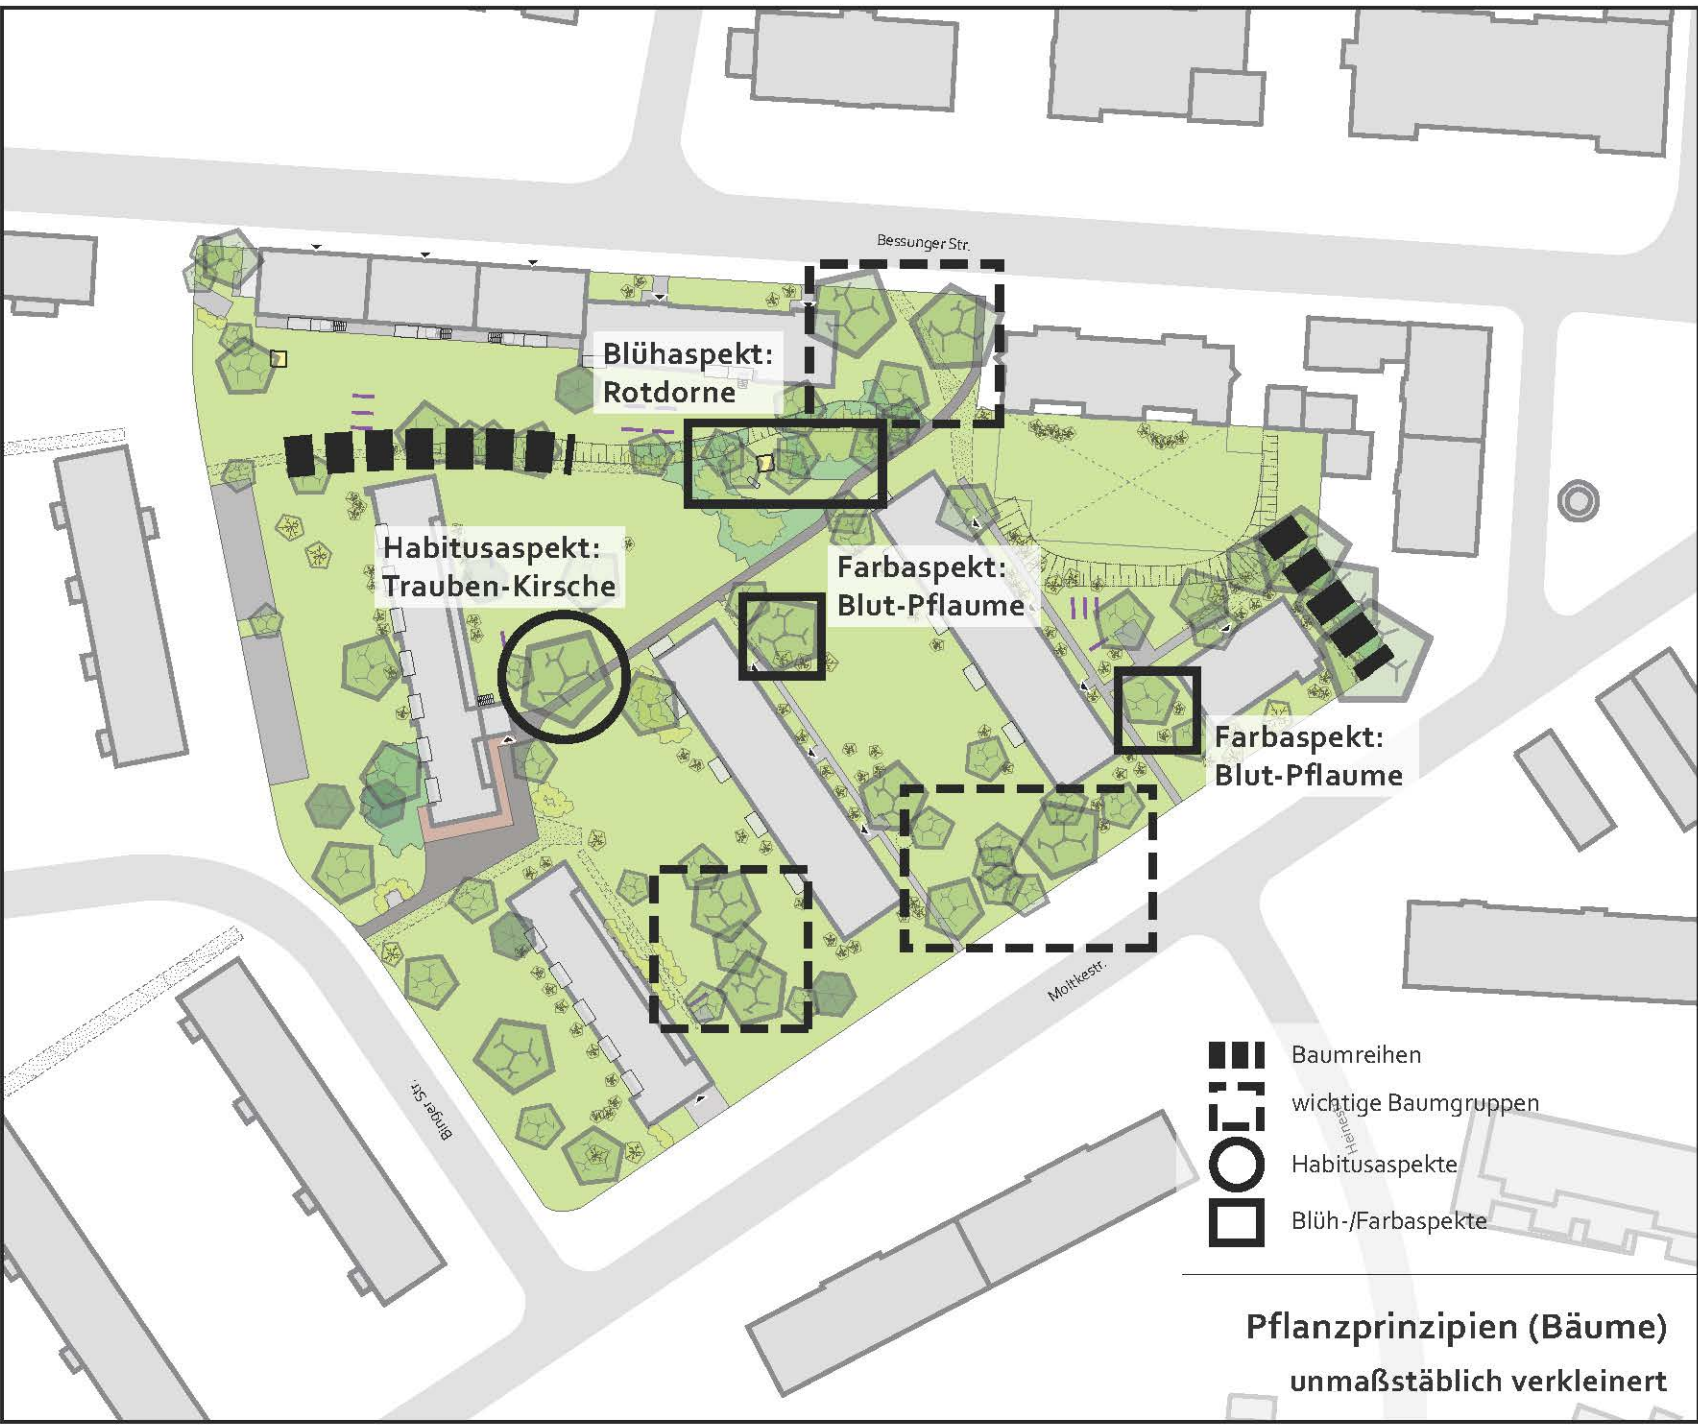 Bessunger Str.
Blühaspekt:
Rotdorne
Habitusaspekt:
Trauben-Kirsche
Farbaspekt:
Blut-Pflaume
Farbaspekt:
Blut-Pflaume
Moltkestr.
Binger Str.
Baumreihen
wichtige Baumgruppen
Heinestr
Habitusaspekte
Blüh-/Farbaspekte
Pflanzprinzipien (Bäume)
unmaßstäblich verkleinert